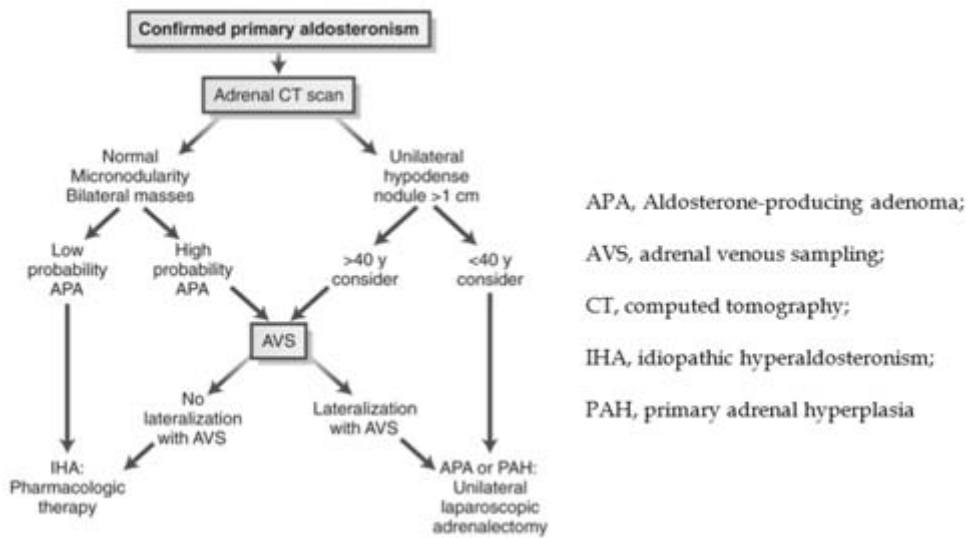 Confirmed primary aldosteronism
Adrenal CT scan
Normal
Micronodularity
Bilateral masses
Unilateral
hypodense
nodule >1 cm
Low
probability
APA
High
probability
APA
>40 y
consider
<40 y
consider
AVS
No
lateralization
with AVS
Lateralization
with AVS
IHA:
Pharmacologic
therapy
APA or PAH:
Unilateral
laparoscopic
adrenalectomy
APA, Aldosterone-producing adenoma;
AVS, adrenal venous sampling;
CT, computed tomography;
IHA, idiopathic hyperaldosteronism;
PAH, primary adrenal hyperplasia